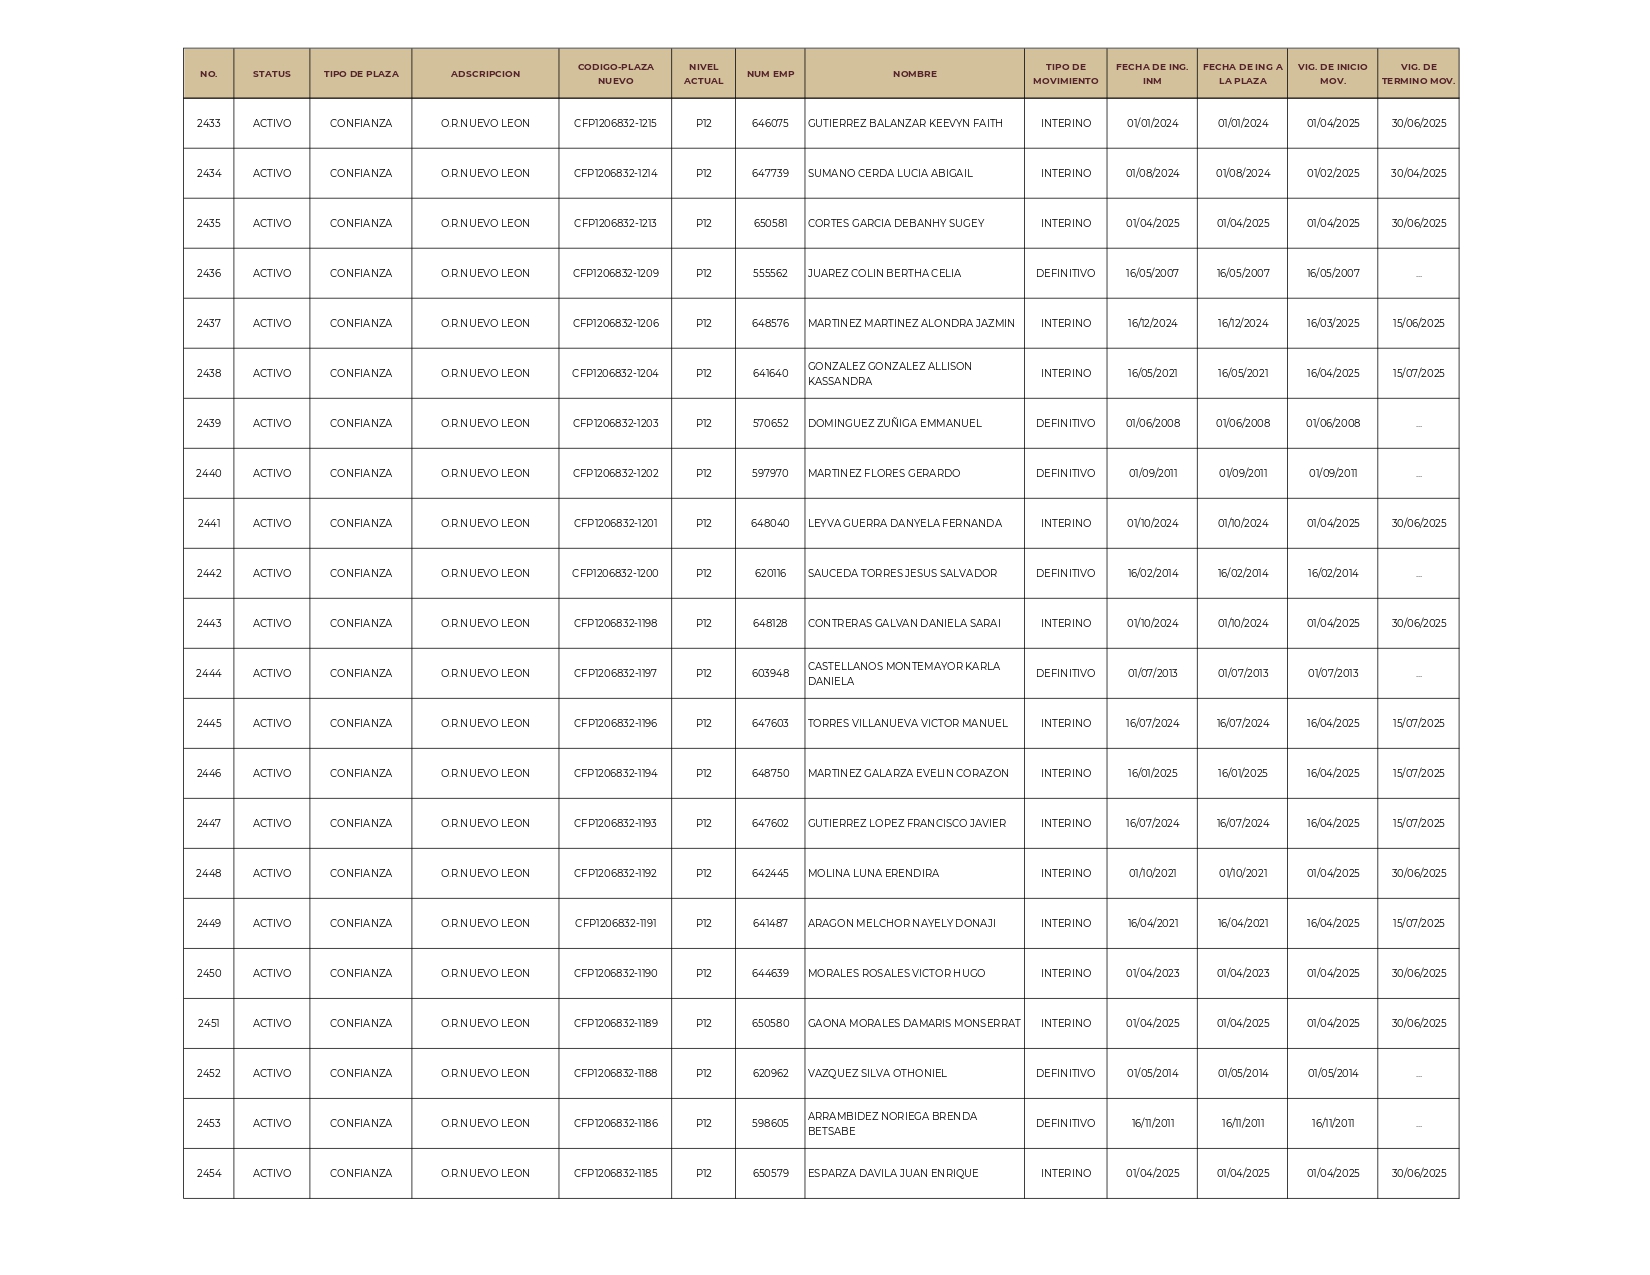 NO. STATUS TIPO DE PLAZA ADSCRIPCION CODIGO-PLAZA NUEVO NIVEL ACTUAL NUM EMP NOMBRE TIPO DE MOVIMIENTO FECHA DE ING. INM FECHA DE ING A LA PLAZA VIG. DE INICIO MOV. VIG. DE TERMINO MOV.
2433 ACTIVO CONFIANZA O.R.NUEVO LEON CFP1206832-1215 P12 646075 GUTIERREZ BALANZAR KEEVYN FAITH INTERINO 01/01/2024 01/01/2024 01/04/2025 30/06/2025
2434 ACTIVO CONFIANZA O.R.NUEVO LEON CFP1206832-1214 P12 647739 SUMANO CERDA LUCIA ABIGAIL INTERINO 01/08/2024 01/08/2024 01/02/2025 30/04/2025
2435 ACTIVO CONFIANZA O.R.NUEVO LEON CFP1206832-1213 P12 650581 CORTES GARCIA DEBANHY SUGEY INTERINO 01/04/2025 01/04/2025 01/04/2025 30/06/2025
2436 ACTIVO CONFIANZA O.R.NUEVO LEON CFP1206832-1209 P12 555562 JUAREZ COLIN BERTHA CELIA DEFINITIVO 16/05/2007 16/05/2007 16/05/2007 ...
2437 ACTIVO CONFIANZA O.R.NUEVO LEON CFP1206832-1206 P12 648576 MARTINEZ MARTINEZ ALONDRA JAZMIN INTERINO 16/12/2024 16/12/2024 16/03/2025 15/06/2025
2438 ACTIVO CONFIANZA O.R.NUEVO LEON CFP1206832-1204 P12 641640 GONZALEZ GONZALEZ ALLISON KASSANDRA INTERINO 16/05/2021 16/05/2021 16/04/2025 15/07/2025
2439 ACTIVO CONFIANZA O.R.NUEVO LEON CFP1206832-1203 P12 570652 DOMINGUEZ ZUÑIGA EMMANUEL DEFINITIVO 01/06/2008 01/06/2008 01/06/2008 ...
2440 ACTIVO CONFIANZA O.R.NUEVO LEON CFP1206832-1202 P12 597970 MARTINEZ FLORES GERARDO DEFINITIVO 01/09/2011 01/09/2011 01/09/2011 ...
2441 ACTIVO CONFIANZA O.R.NUEVO LEON CFP1206832-1201 P12 648040 LEYVA GUERRA DANYELA FERNANDA INTERINO 01/10/2024 01/10/2024 01/04/2025 30/06/2025
2442 ACTIVO CONFIANZA O.R.NUEVO LEON CFP1206832-1200 P12 620116 SAUCEDA TORRES JESUS SALVADOR DEFINITIVO 16/02/2014 16/02/2014 16/02/2014 ...
2443 ACTIVO CONFIANZA O.R.NUEVO LEON CFP1206832-1198 P12 648128 CONTRERAS GALVAN DANIELA SARAI INTERINO 01/10/2024 01/10/2024 01/04/2025 30/06/2025
2444 ACTIVO CONFIANZA O.R.NUEVO LEON CFP1206832-1197 P12 603948 CASTELLANOS MONTEMAYOR KARLA DANIELA DEFINITIVO 01/07/2013 01/07/2013 01/07/2013 ...
2445 ACTIVO CONFIANZA O.R.NUEVO LEON CFP1206832-1196 P12 647603 TORRES VILLANUEVA VICTOR MANUEL INTERINO 16/07/2024 16/07/2024 16/04/2025 15/07/2025
2446 ACTIVO CONFIANZA O.R.NUEVO LEON CFP1206832-1194 P12 648750 MARTINEZ GALARZA EVELIN CORAZON INTERINO 16/01/2025 16/01/2025 16/04/2025 15/07/2025
2447 ACTIVO CONFIANZA O.R.NUEVO LEON CFP1206832-1193 P12 647602 GUTIERREZ LOPEZ FRANCISCO JAVIER INTERINO 16/07/2024 16/07/2024 16/04/2025 15/07/2025
2448 ACTIVO CONFIANZA O.R.NUEVO LEON CFP1206832-1192 P12 642445 MOLINA LUNA ERENDIRA INTERINO 01/10/2021 01/10/2021 01/04/2025 30/06/2025
2449 ACTIVO CONFIANZA O.R.NUEVO LEON CFP1206832-1191 P12 641487 ARAGON MELCHOR NAYELY DONAJI INTERINO 16/04/2021 16/04/2021 16/04/2025 15/07/2025
2450 ACTIVO CONFIANZA O.R.NUEVO LEON CFP1206832-1190 P12 644639 MORALES ROSALES VICTOR HUGO INTERINO 01/04/2023 01/04/2023 01/04/2025 30/06/2025
2451 ACTIVO CONFIANZA O.R.NUEVO LEON CFP1206832-1189 P12 650580 GAONA MORALES DAMARIS MONSERRAT INTERINO 01/04/2025 01/04/2025 01/04/2025 30/06/2025
2452 ACTIVO CONFIANZA O.R.NUEVO LEON CFP1206832-1188 P12 620962 VAZQUEZ SILVA OTHONIEL DEFINITIVO 01/05/2014 01/05/2014 01/05/2014 ...
2453 ACTIVO CONFIANZA O.R.NUEVO LEON CFP1206832-1186 P12 598605 ARRAMBIDEZ NORIEGA BRENDA BETSABE DEFINITIVO 16/11/2011 16/11/2011 16/11/2011 ...
2454 ACTIVO CONFIANZA O.R.NUEVO LEON CFP1206832-1185 P12 650579 ESPARZA DAVILA JUAN ENRIQUE INTERINO 01/04/2025 01/04/2025 01/04/2025 30/06/2025